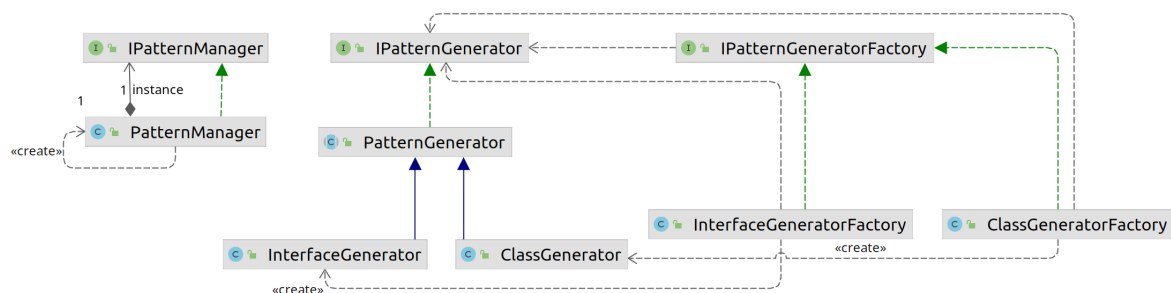 I IPatternManager
I IPatternGenerator
I IPatternGeneratorFactory
1 instance
1
C PatternManager
C PatternGenerator
«create»
C InterfaceGeneratorFactory
C ClassGeneratorFactory
C InterfaceGenerator
C ClassGenerator
«create»
«create»